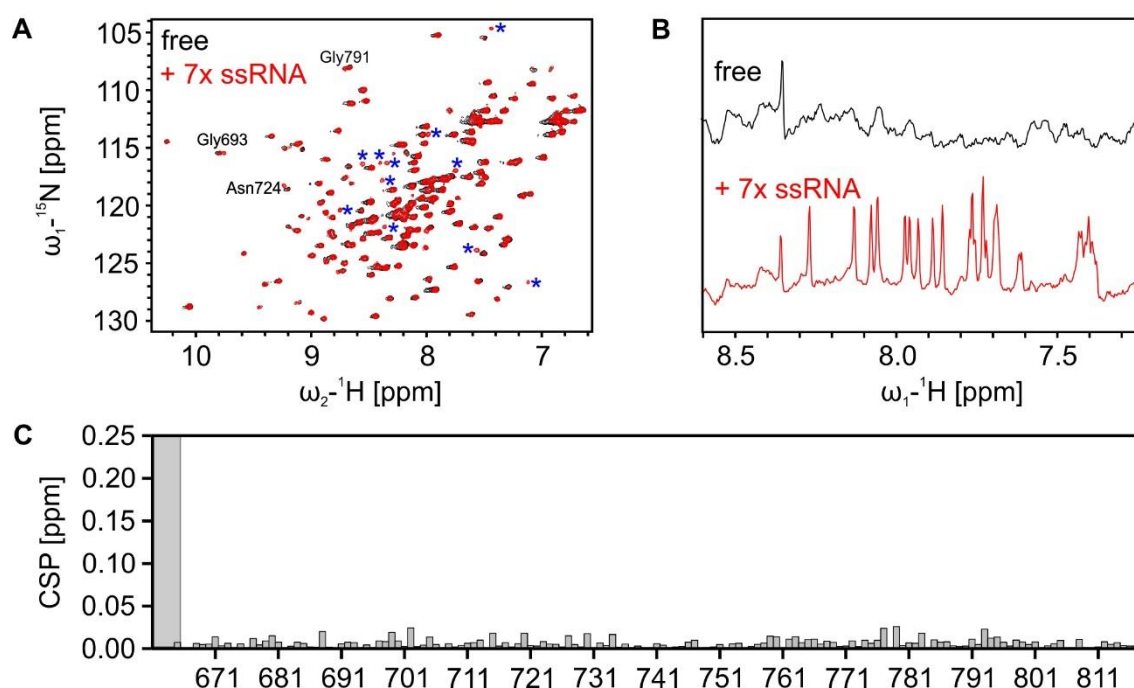 A
free
+ 7x ssRNA
Gly791
Gly693
Asn724
105
110
115
120
125
130
ω₁-¹⁵N [ppm]
10 9 8 7
ω₂-¹H [ppm]
B
free
+ 7x ssRNA
8.5 8.0 7.5
ω₁-¹H [ppm]
C
0.25
0.20
0.15
0.10
0.05
0.00
CSP [ppm]
671 681 691 701 711 721 731 741 751 761 771 781 791 801 811